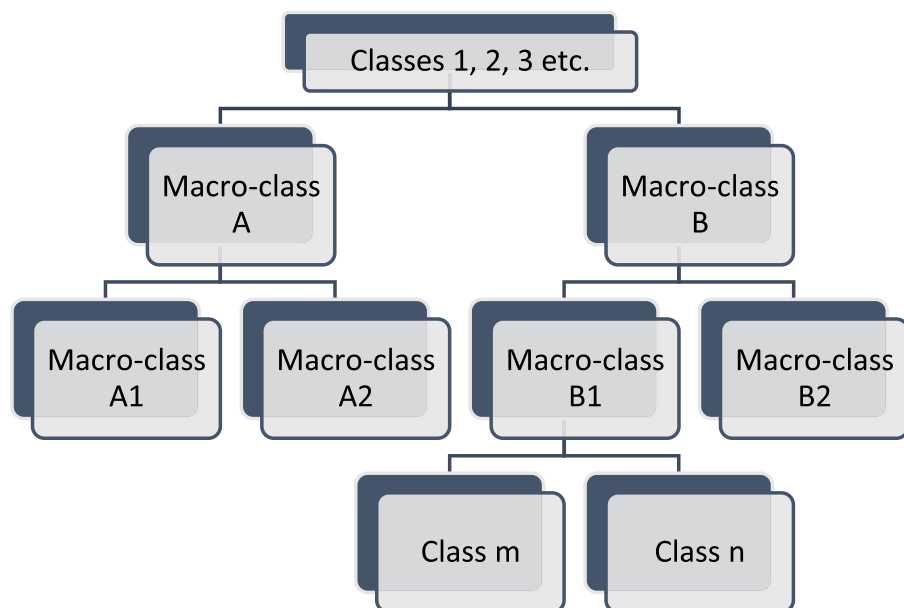 Classes 1, 2, 3 etc.
Macro-class
A
Macro-class
B
Macro-class
A1
Macro-class
A2
Macro-class
B1
Macro-class
B2
Class m
Class n